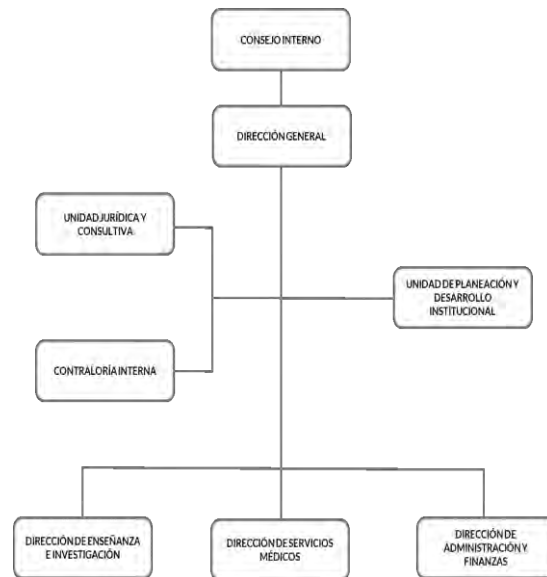 CONSEJO INTERNO
DIRECCIÓN GENERAL
UNIDAD JURÍDICA Y
CONSULTIVA
UNIDAD DE PLANEACIÓN Y
DESARROLLO
INSTITUCIONAL
CONTRALORÍA INTERNA
DIRECCIÓN DE ENSEÑANZA
E INVESTIGACIÓN
DIRECCIÓN DE SERVICIOS
MÉDICOS
DIRECCIÓN DE
ADMINISTRACIÓN Y
FINANZAS